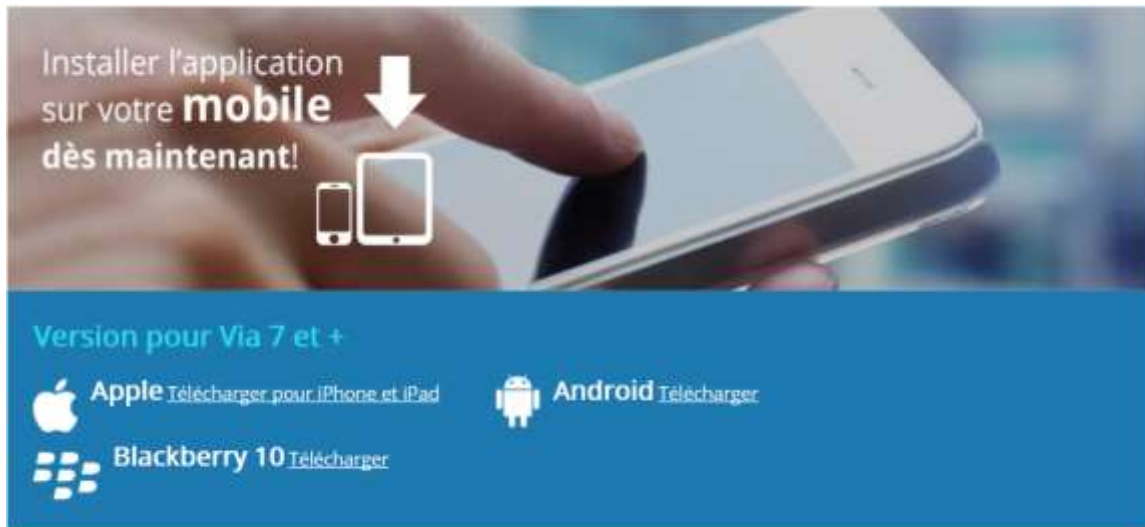 Installer l'application
sur votre mobile
dès maintenant!
Version pour Via 7 et +
Apple Télécharger pour iPhone et iPad
Android Télécharger
Blackberry 10 Télécharger